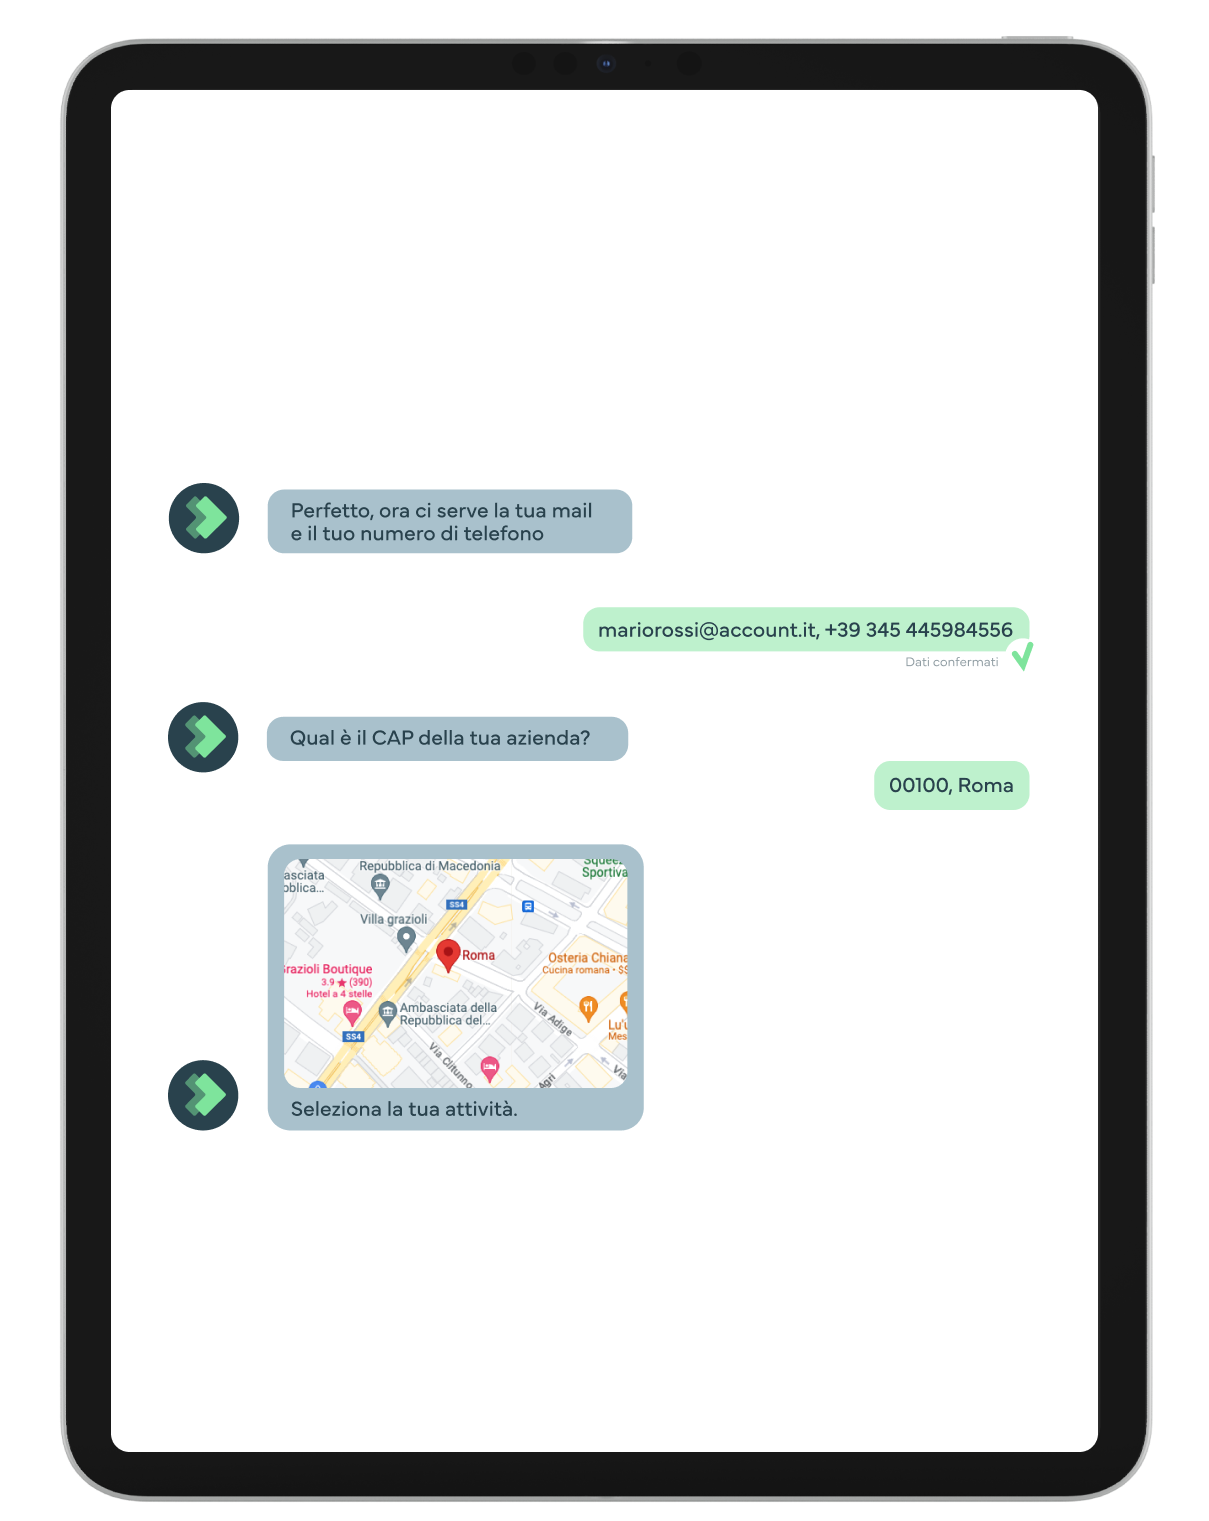 Perfetto, ora ci serve la tua mail
e il tuo numero di telefono
mariorossi@account.it, +39 345 445984556
Dati confermati
Qual è il CAP della tua azienda?
00100, Roma
Repubblica di Macedonia
asciata
bblica...
Squeez
Sportiva
SS4
Villa grazioli
Roma
Grazioli Boutique
3.9 ★ (390)
Hotel a 4 stelle
Osteria Chiana
Cucina romana • $$
Ambasciata della
Repubblica del...
Via Adige
Lu'u
Mes
SS4
Via Clitunno
Agri
Via
Seleziona la tua attività.